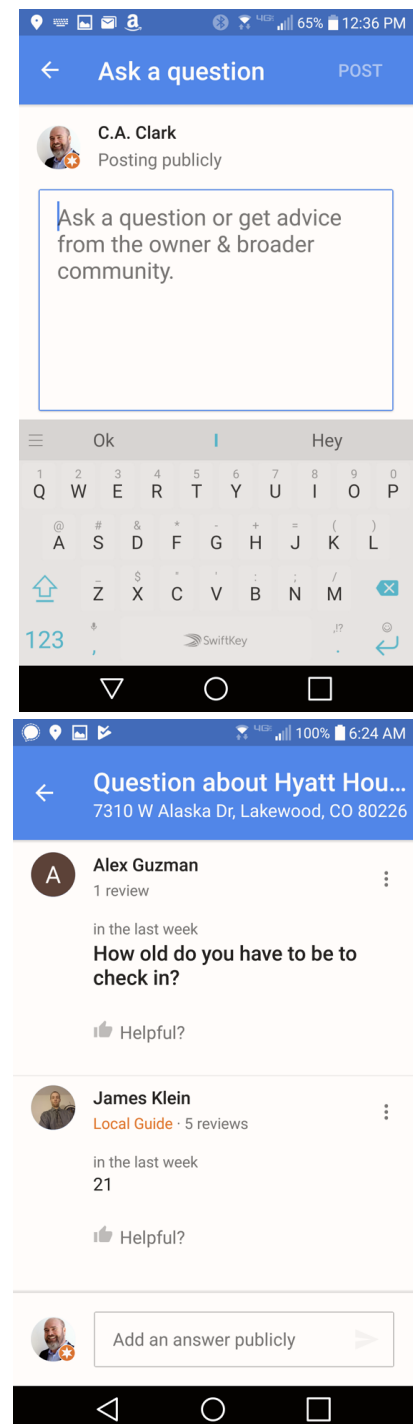 4G 65% 12:36 PM
Ask a question POST
C.A. Clark
Posting publicly
Ask a question or get advice
from the owner & broader
community.
Ok I Hey
1 2 3 4 5 6 7 8 9 0
Q W E R T Y U I O P
@ # & * - + = ( )
A S D F G H J K L
_ $ " ' : ; /
Z X C V B N M
123 , SwiftKey ,!? .
100% 6:24 AM
Question about Hyatt Hou...
7310 W Alaska Dr, Lakewood, CO 80226
A
Alex Guzman
1 review
in the last week
How old do you have to be to
check in?
Helpful?
James Klein
Local Guide · 5 reviews
in the last week
21
Helpful?
Add an answer publicly